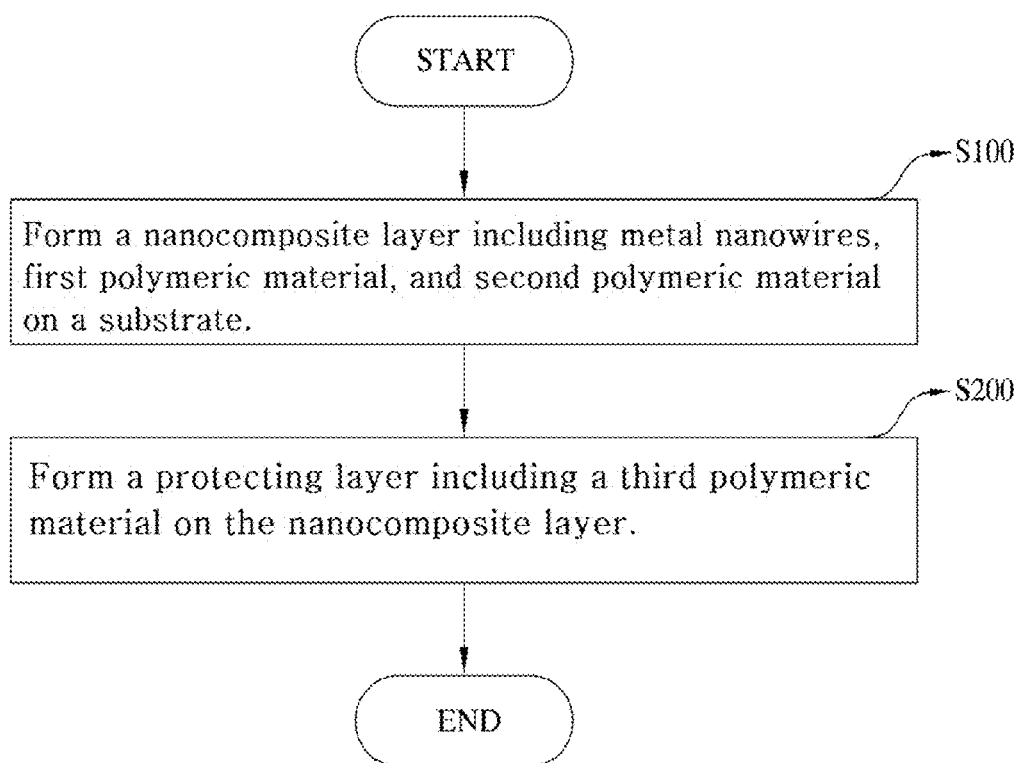 START
S100
Form a nanocomposite layer including metal nanowires,
first polymeric material, and second polymeric material
on a substrate.
S200
Form a protecting layer including a third polymeric
material on the nanocomposite layer.
END